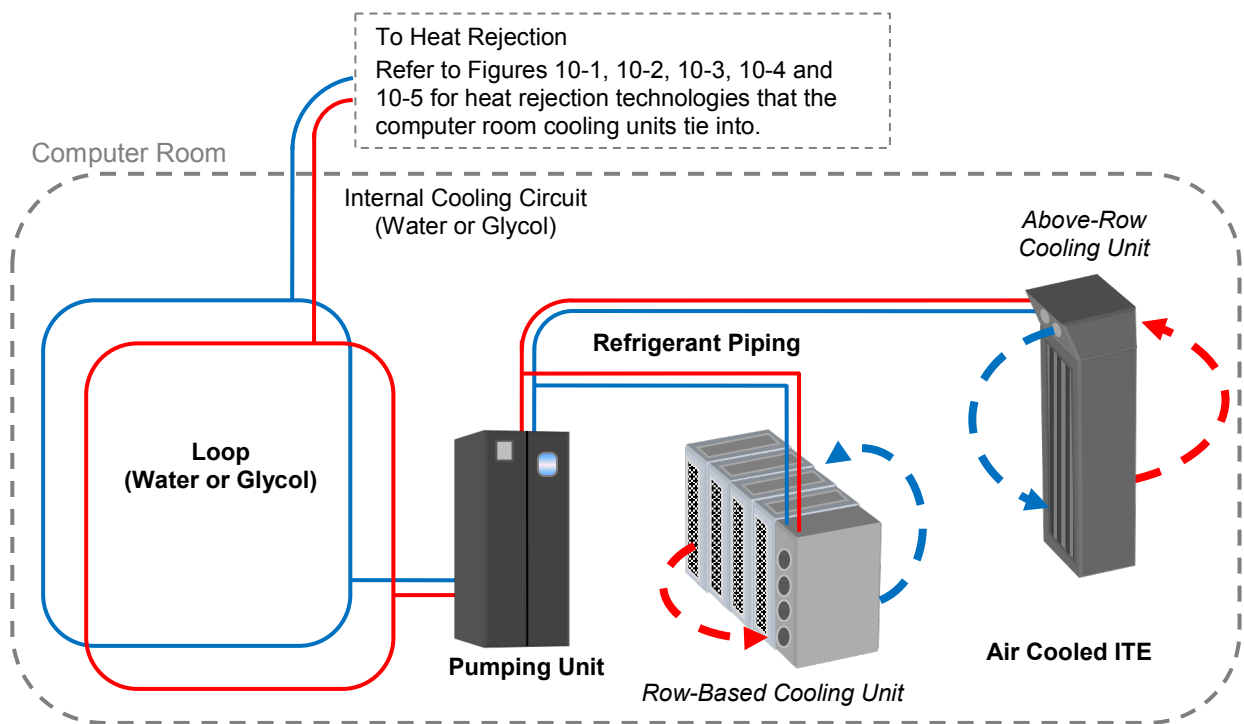 To Heat Rejection
Refer to Figures 10-1, 10-2, 10-3, 10-4 and
10-5 for heat rejection technologies that the
computer room cooling units tie into.
Computer Room
Internal Cooling Circuit
(Water or Glycol)
Above-Row
Cooling Unit
Refrigerant Piping
Loop
(Water or Glycol)
Pumping Unit
Row-Based Cooling Unit
Air Cooled ITE